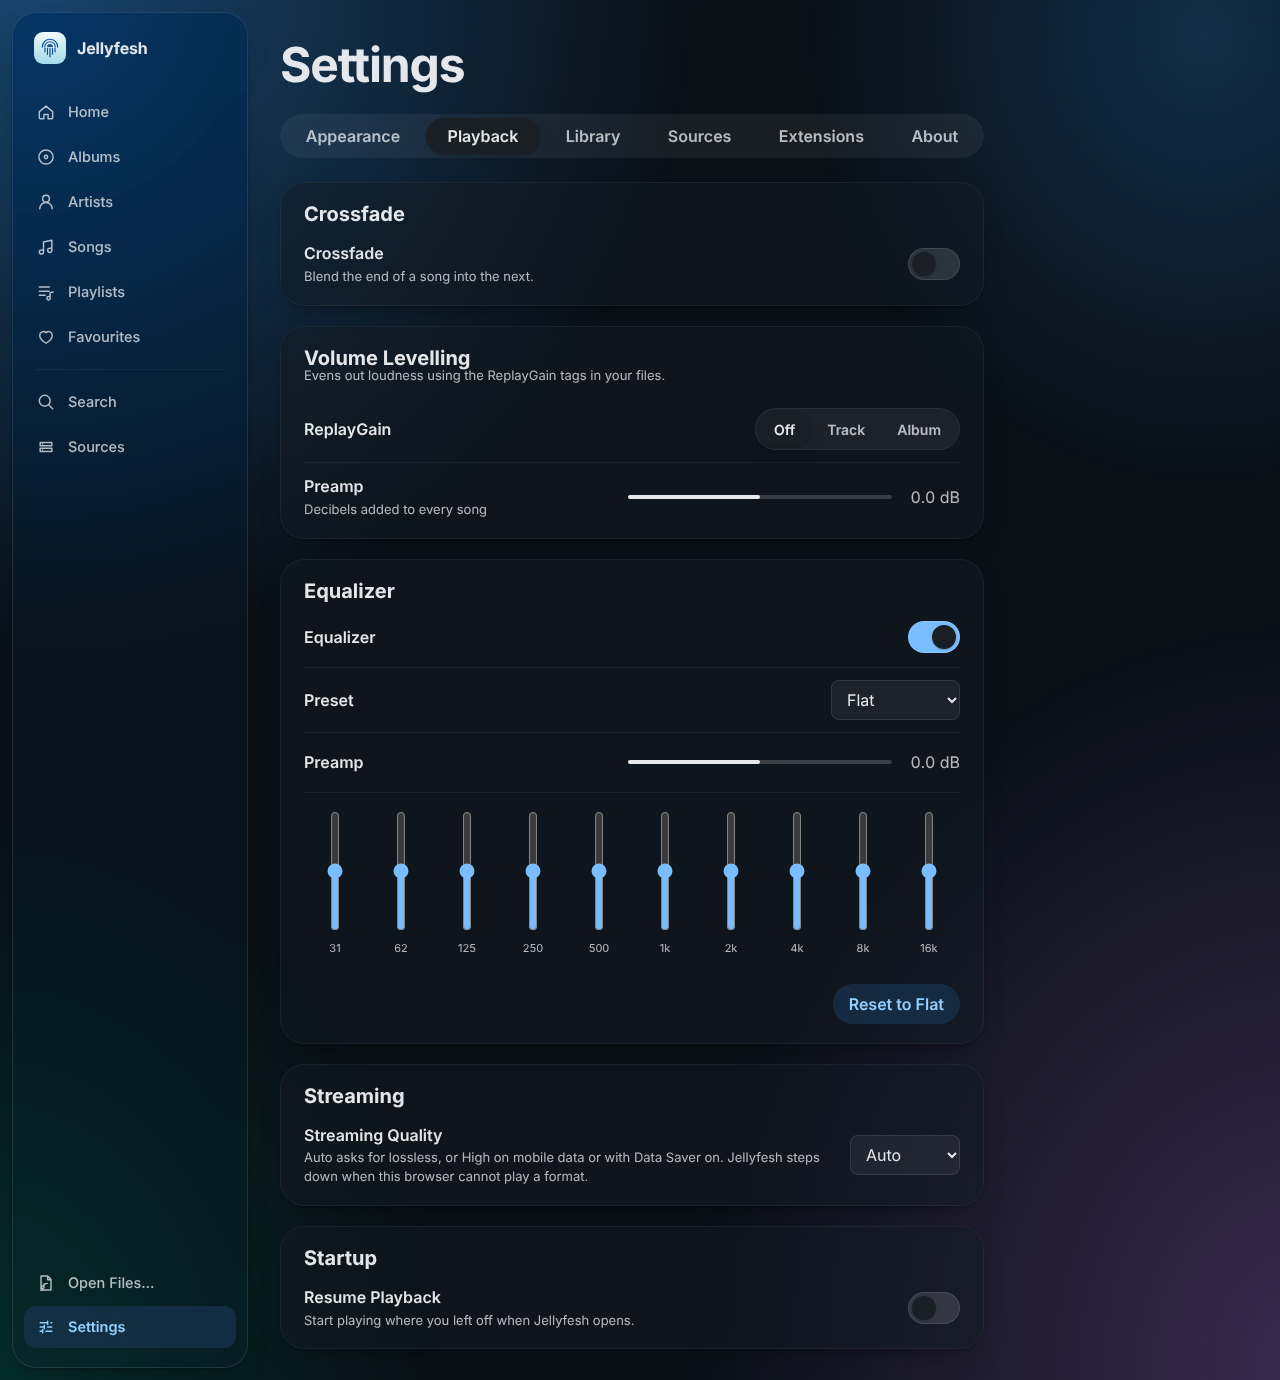 Jellyfesh
Home
Albums
Artists
Songs
Playlists
Favourites
Search
Sources
Open Files...
Settings
Settings
Appearance Playback Library Sources Extensions About
Crossfade
Crossfade
Blend the end of a song into the next.
Volume Levelling
Evens out loudness using the ReplayGain tags in your files.
ReplayGain Off Track Album
Preamp
Decibels added to every song
0.0 dB
Equalizer
Equalizer
Preset Flat
Preamp 0.0 dB
31 62 125 250 500 1k 2k 4k 8k 16k
Reset to Flat
Streaming
Streaming Quality
Auto asks for lossless, or High on mobile data or with Data Saver on. Jellyfesh steps
down when this browser cannot play a format.
Auto
Startup
Resume Playback
Start playing where you left off when Jellyfesh opens.